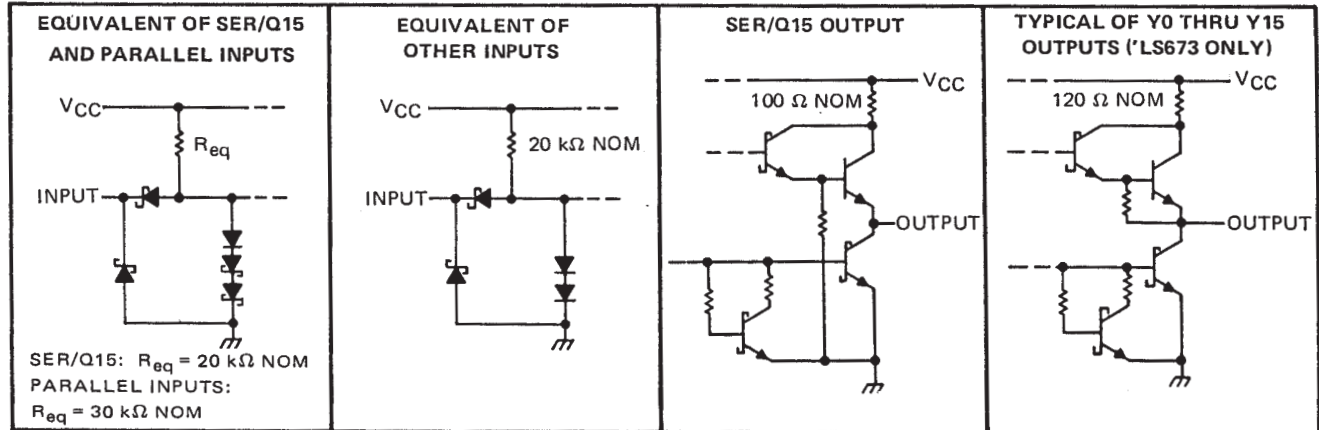 EQUIVALENT OF SER/Q15
AND PARALLEL INPUTS
VCC
Req
INPUT
SER/Q15: Req = 20 kΩ NOM
PARALLEL INPUTS:
Req = 30 kΩ NOM
EQUIVALENT OF
OTHER INPUTS
VCC
20 kΩ NOM
INPUT
SER/Q15 OUTPUT
VCC
100 Ω NOM
OUTPUT
TYPICAL OF Y0 THRU Y15
OUTPUTS ('LS673 ONLY)
VCC
120 Ω NOM
OUTPUT